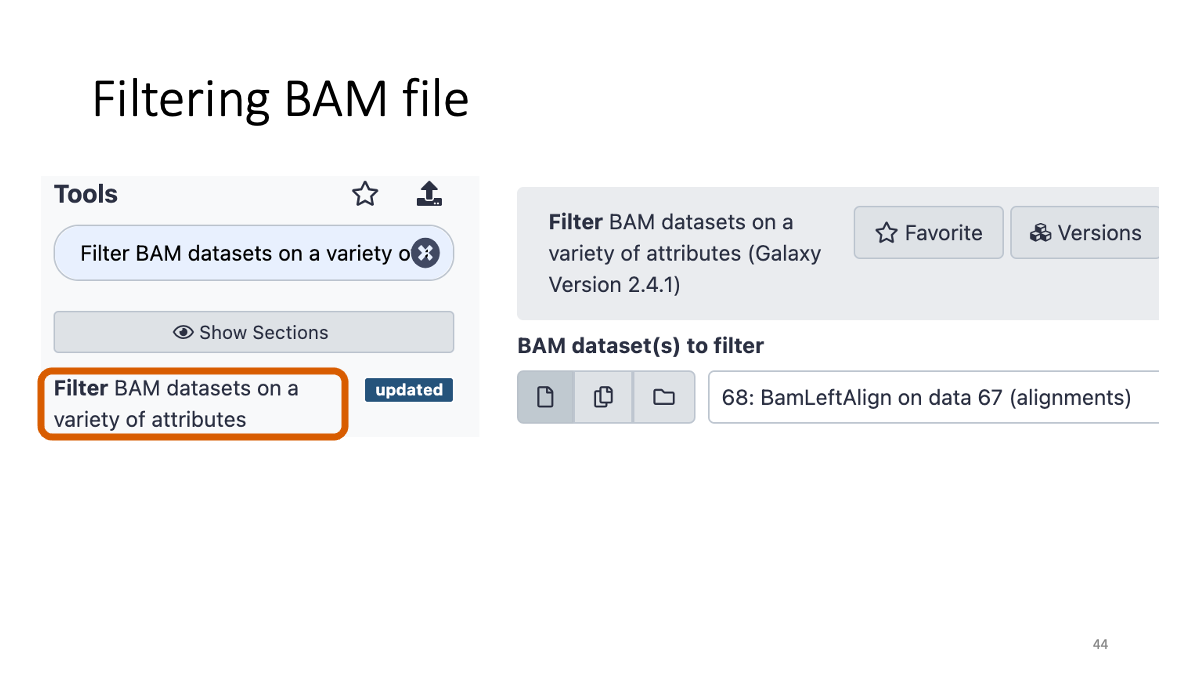 Filtering BAM file
Tools
Filter BAM datasets on a variety o
Show Sections
Filter BAM datasets on a
variety of attributes
updated
Filter BAM datasets on a
variety of attributes (Galaxy
Version 2.4.1)
Favorite
Versions
BAM dataset(s) to filter
68: BamLeftAlign on data 67 (alignments)
44